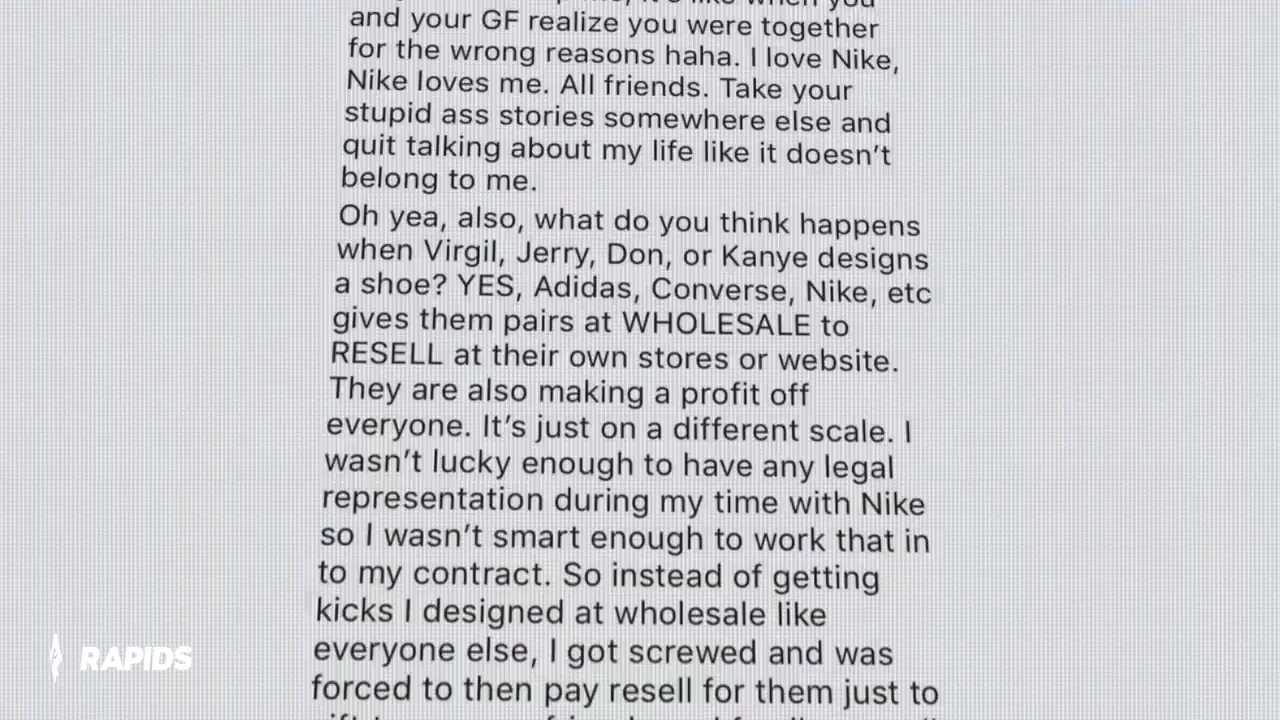 and your GF realize you were together
for the wrong reasons haha. I love Nike,
Nike loves me. All friends. Take your
stupid ass stories somewhere else and
quit talking about my life like it doesn't
belong to me.
Oh yea, also, what do you think happens
when Virgil, Jerry, Don, or Kanye designs
a shoe? YES, Adidas, Converse, Nike, etc
gives them pairs at WHOLESALE to
RESELL at their own stores or website.
They are also making a profit off
everyone. It's just on a different scale. I
wasn't lucky enough to have any legal
representation during my time with Nike
so I wasn't smart enough to work that in
to my contract. So instead of getting
kicks I designed at wholesale like
everyone else, I got screwed and was
forced to then pay resell for them just to
RAPIDS